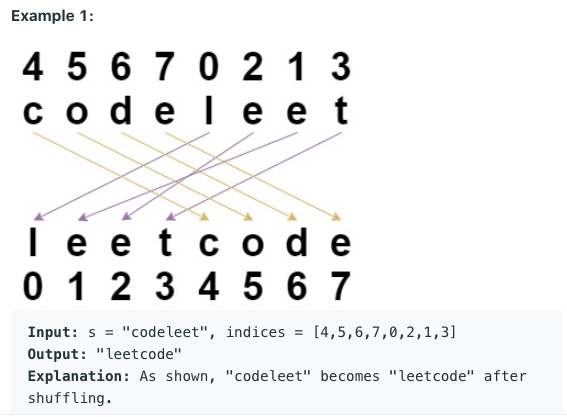 Example 1:
4 5 6 7 0 2 1 3
c o d e l e e t
l e e t c o d e
0 1 2 3 4 5 6 7
Input: s = "codeleet", indices = [4,5,6,7,0,2,1,3]
Output: "leetcode"
Explanation: As shown, "codeleet" becomes "leetcode" after
shuffling.